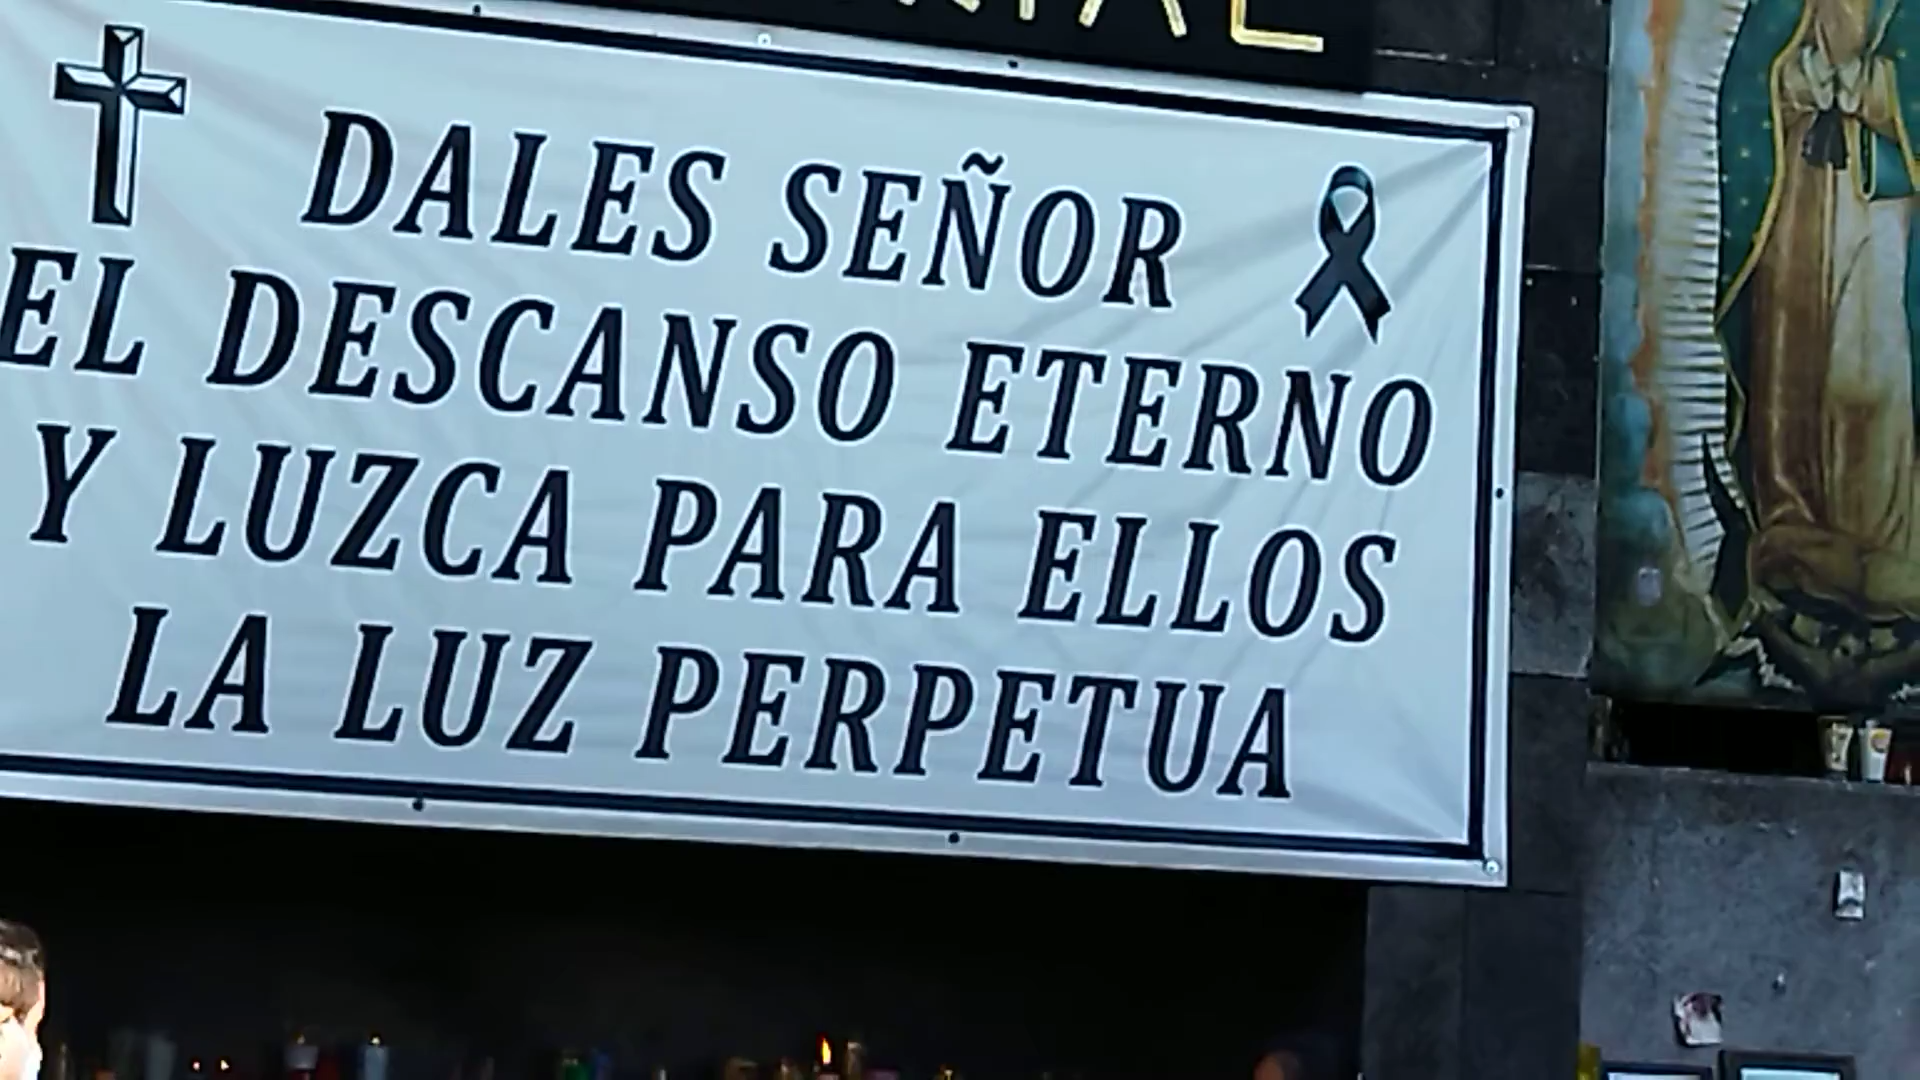 DALES SEÑOR
EL DESCANSO ETERNO
Y LUZCA PARA ELLOS
LA LUZ PERPETUA